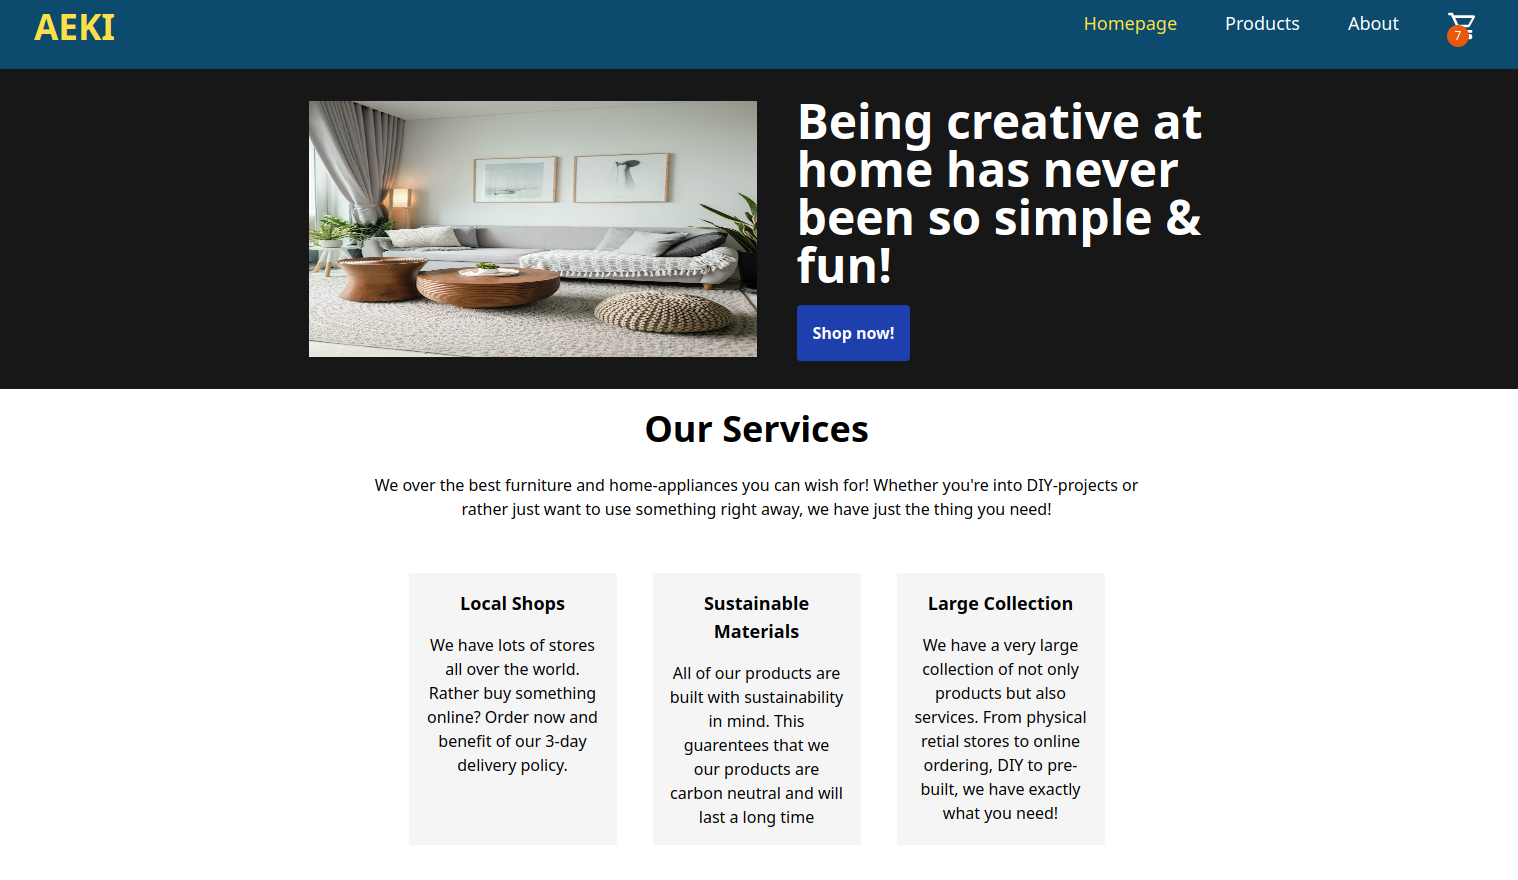 AEKI
Homepage
Products
About
7
Being creative at
home has never
been so simple &
fun!
Shop now!
Our Services
We over the best furniture and home-appliances you can wish for! Whether you're into DIY-projects or
rather just want to use something right away, we have just the thing you need!
Local Shops
We have lots of stores
all over the world.
Rather buy something
online? Order now and
benefit of our 3-day
delivery policy.
Sustainable
Materials
All of our products are
built with sustainability
in mind. This
guarentees that we
our products are
carbon neutral and will
last a long time
Large Collection
We have a very large
collection of not only
products but also
services. From physical
retial stores to online
ordering, DIY to pre-
built, we have exactly
what you need!